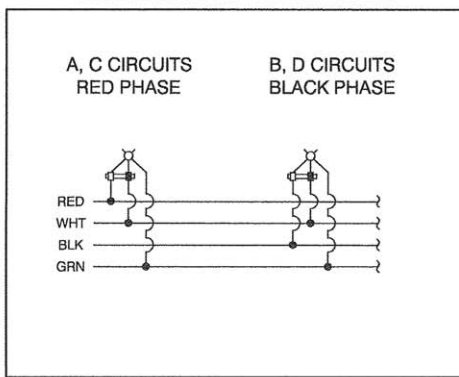 A, C CIRCUITS
RED PHASE
B, D CIRCUITS
BLACK PHASE
RED
WHT
BLK
GRN